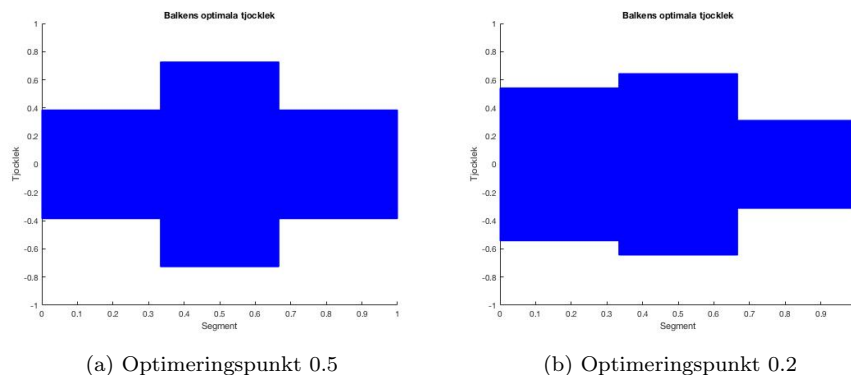 Balkens optimala tjocklek
1
0.8
0.6
0.4
0.2
0
-0.2
-0.4
-0.6
-0.8
-1
Tjocklek
0 0.1 0.2 0.3 0.4 0.5 0.6 0.7 0.8 0.9 1
Segment
(a) Optimeringspunkt 0.5
Balkens optimala tjocklek
1
0.8
0.6
0.4
0.2
0
-0.2
-0.4
-0.6
-0.8
-1
Tjocklek
0 0.1 0.2 0.3 0.4 0.5 0.6 0.7 0.8 0.9
Segment
(b) Optimeringspunkt 0.2